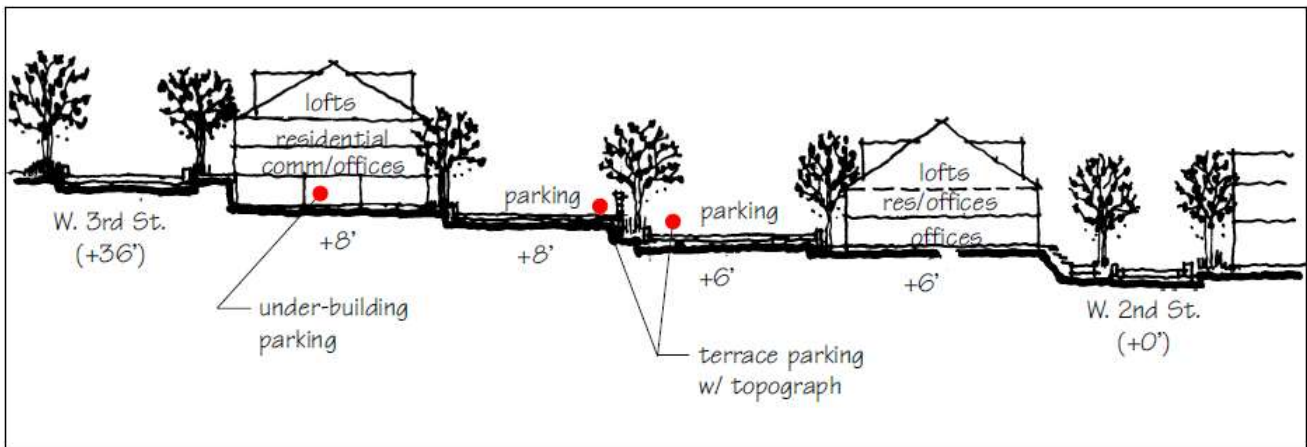 lofts
residential
comm/offices
W. 3rd St.
(+36')
+8'
under-building
parking
parking
+8'
parking
+6'
terrace parking
w/ topograph
lofts
res/offices
offices
+6'
W. 2nd St.
(+0')